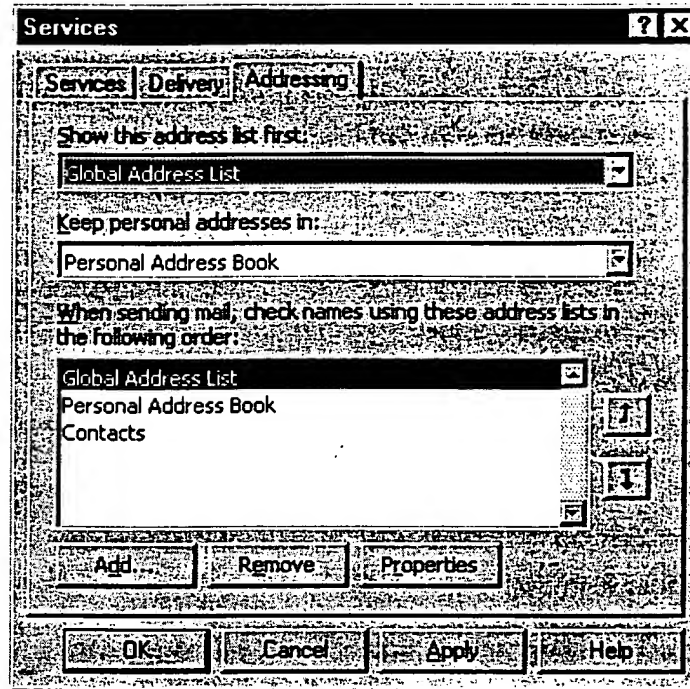 Services
Services Delivery Addressing
Show this address list first:
Global Address List
Keep personal addresses in:
Personal Address Book
When sending mail, check names using these address lists in
the following order:
Global Address List
Personal Address Book
Contacts
Add... Remove Properties
OK Cancel Apply Help